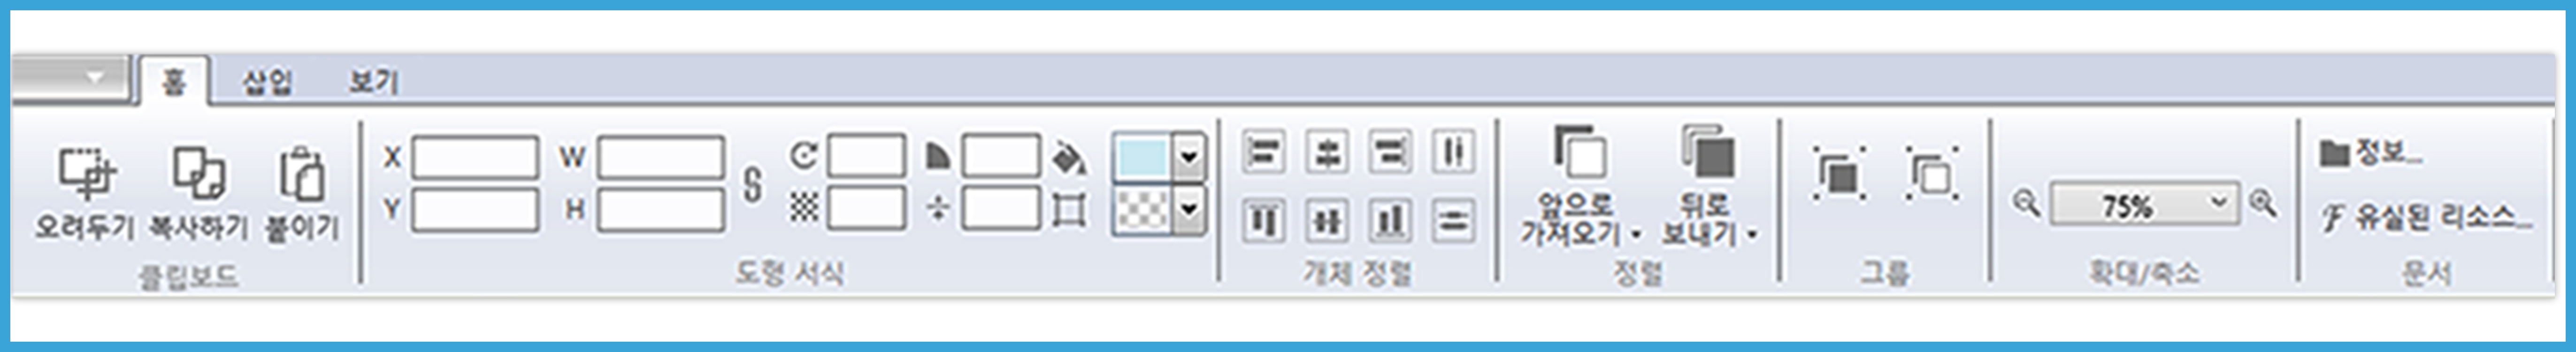 홈 삽입 보기
오려두기 복사하기 붙이기
클립보드
X W
Y H
도형 서식
개체 정렬
앞으로 가져오기
뒤로 보내기
정렬
그룹
75%
확대/축소
정보...
유실된 리소스...
문서